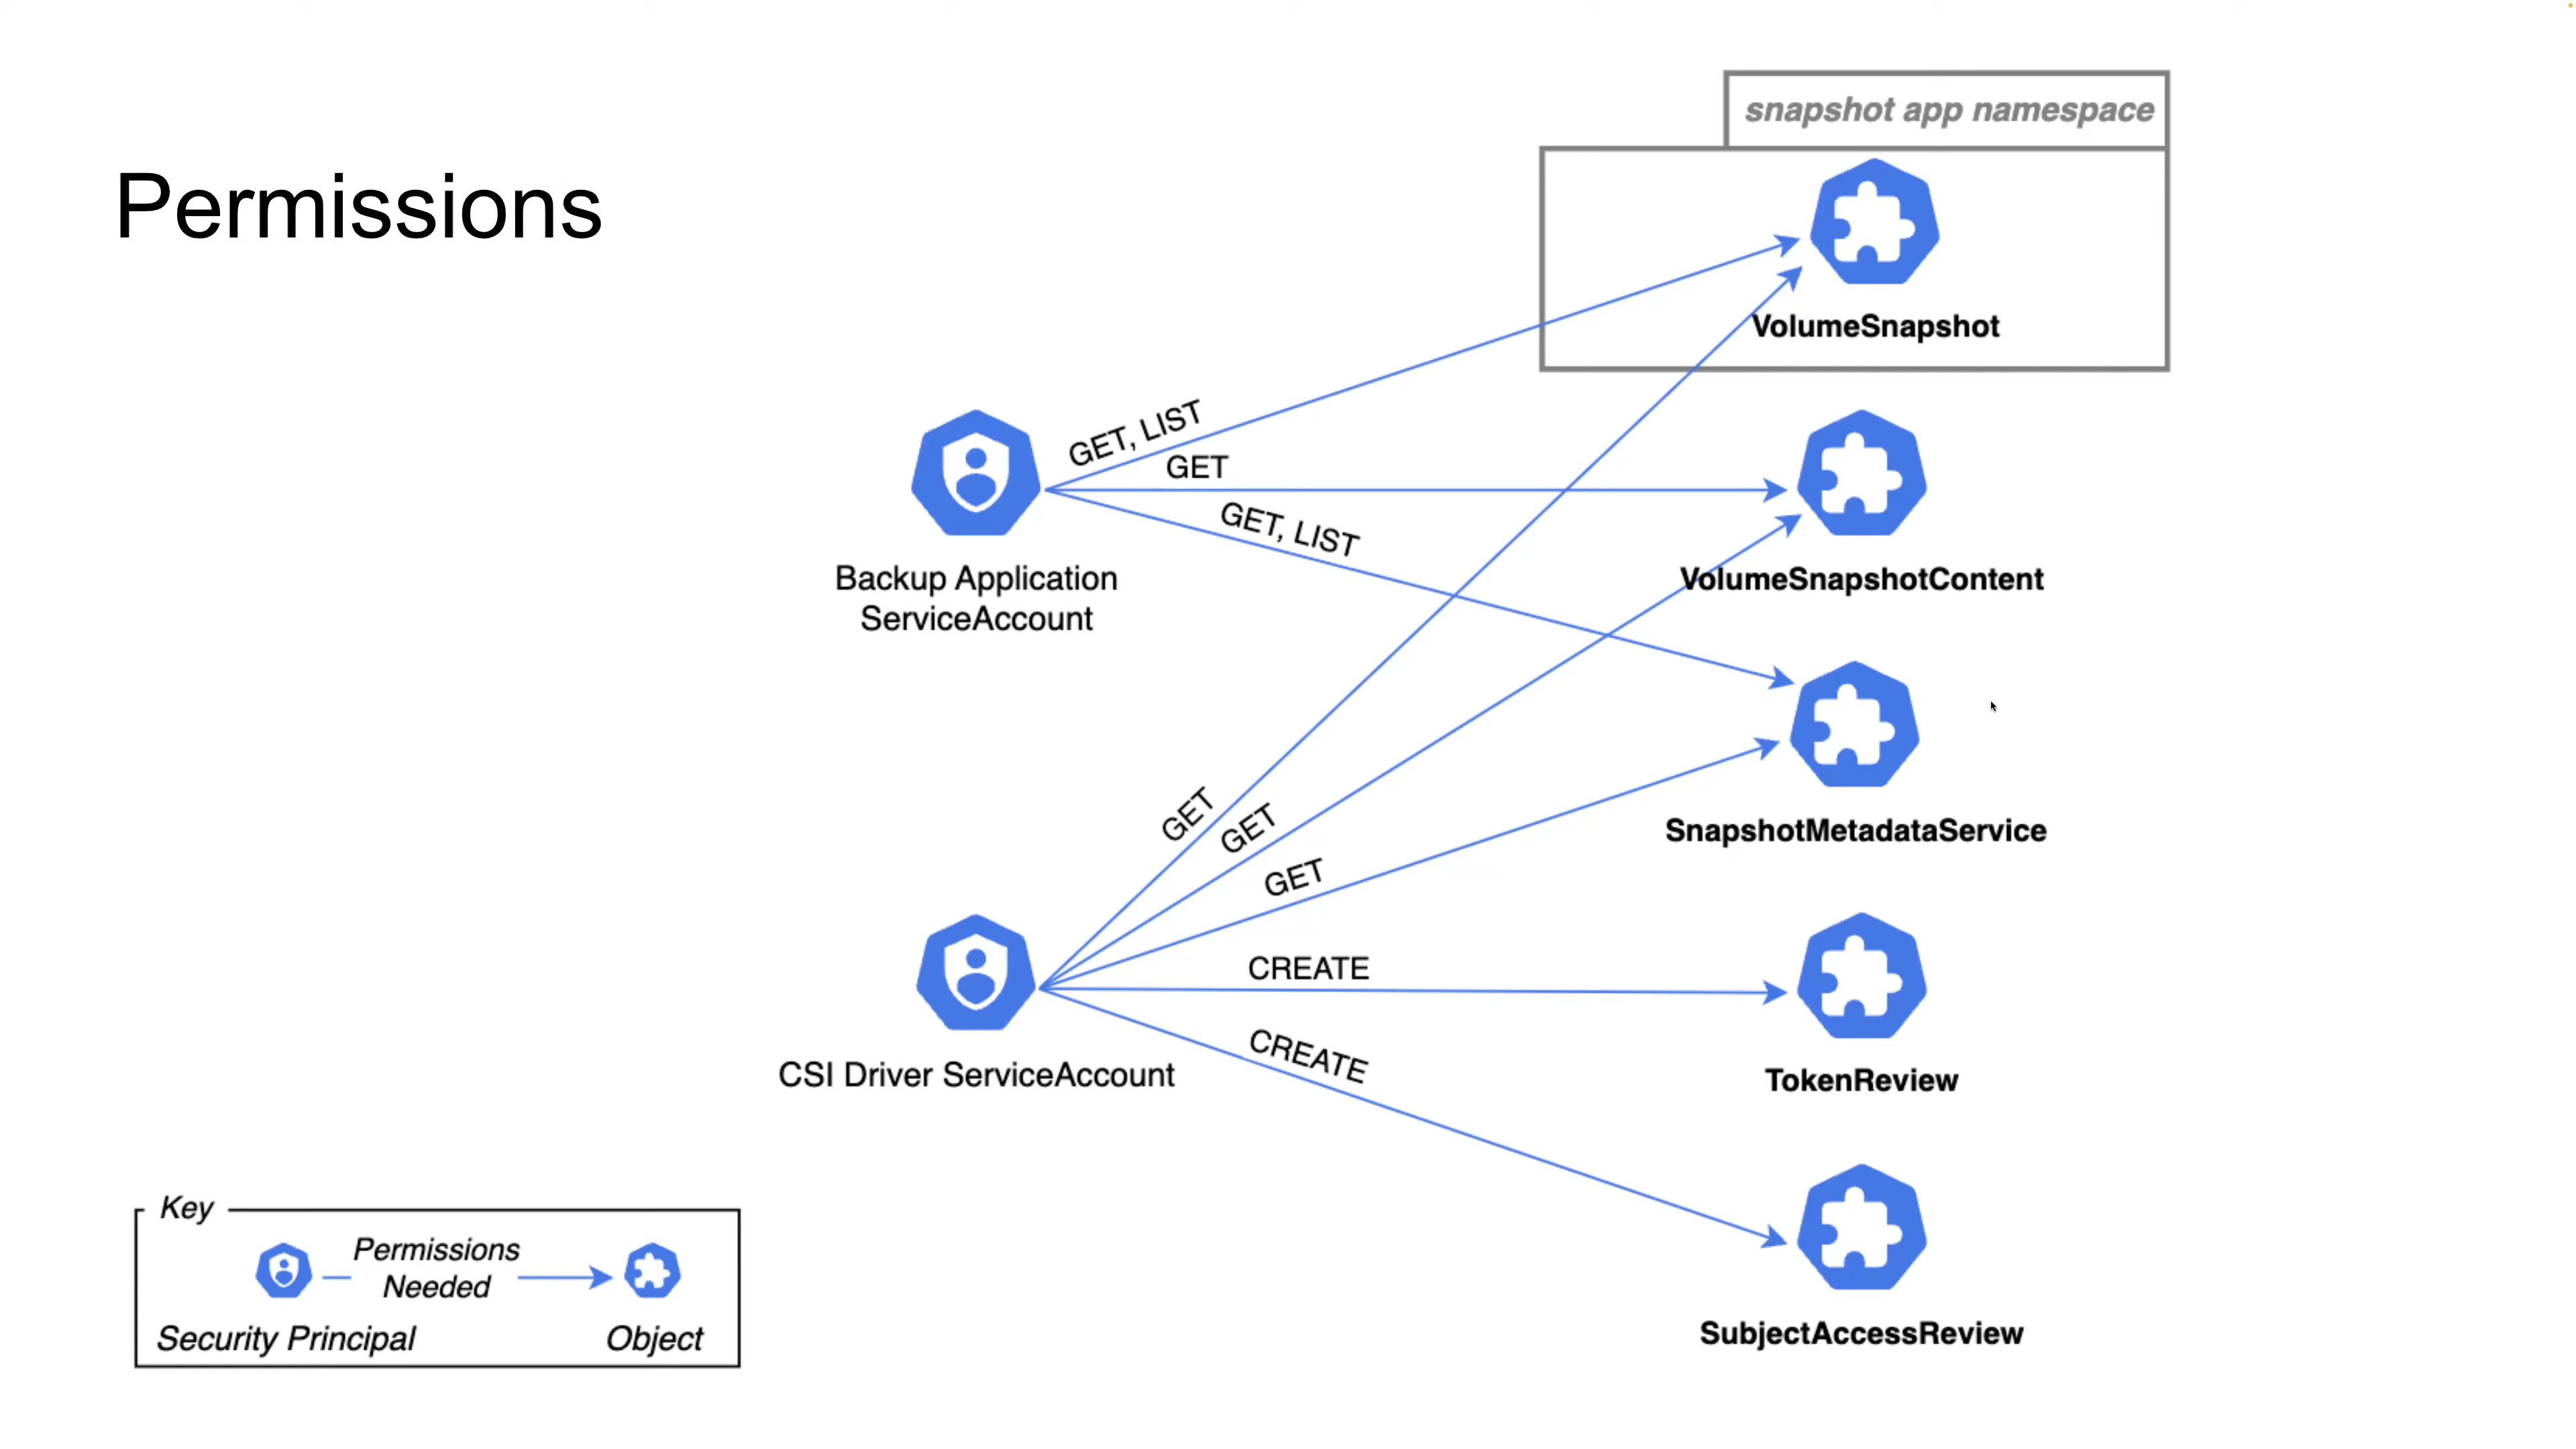 Permissions
snapshot app namespace
VolumeSnapshot
GET, LIST
GET
GET, LIST
Backup Application
ServiceAccount
VolumeSnapshotContent
SnapshotMetadataService
GET
GET
GET
CREATE
CREATE
CSI Driver ServiceAccount
TokenReview
SubjectAccessReview
Key
Permissions
Needed
Security Principal
Object